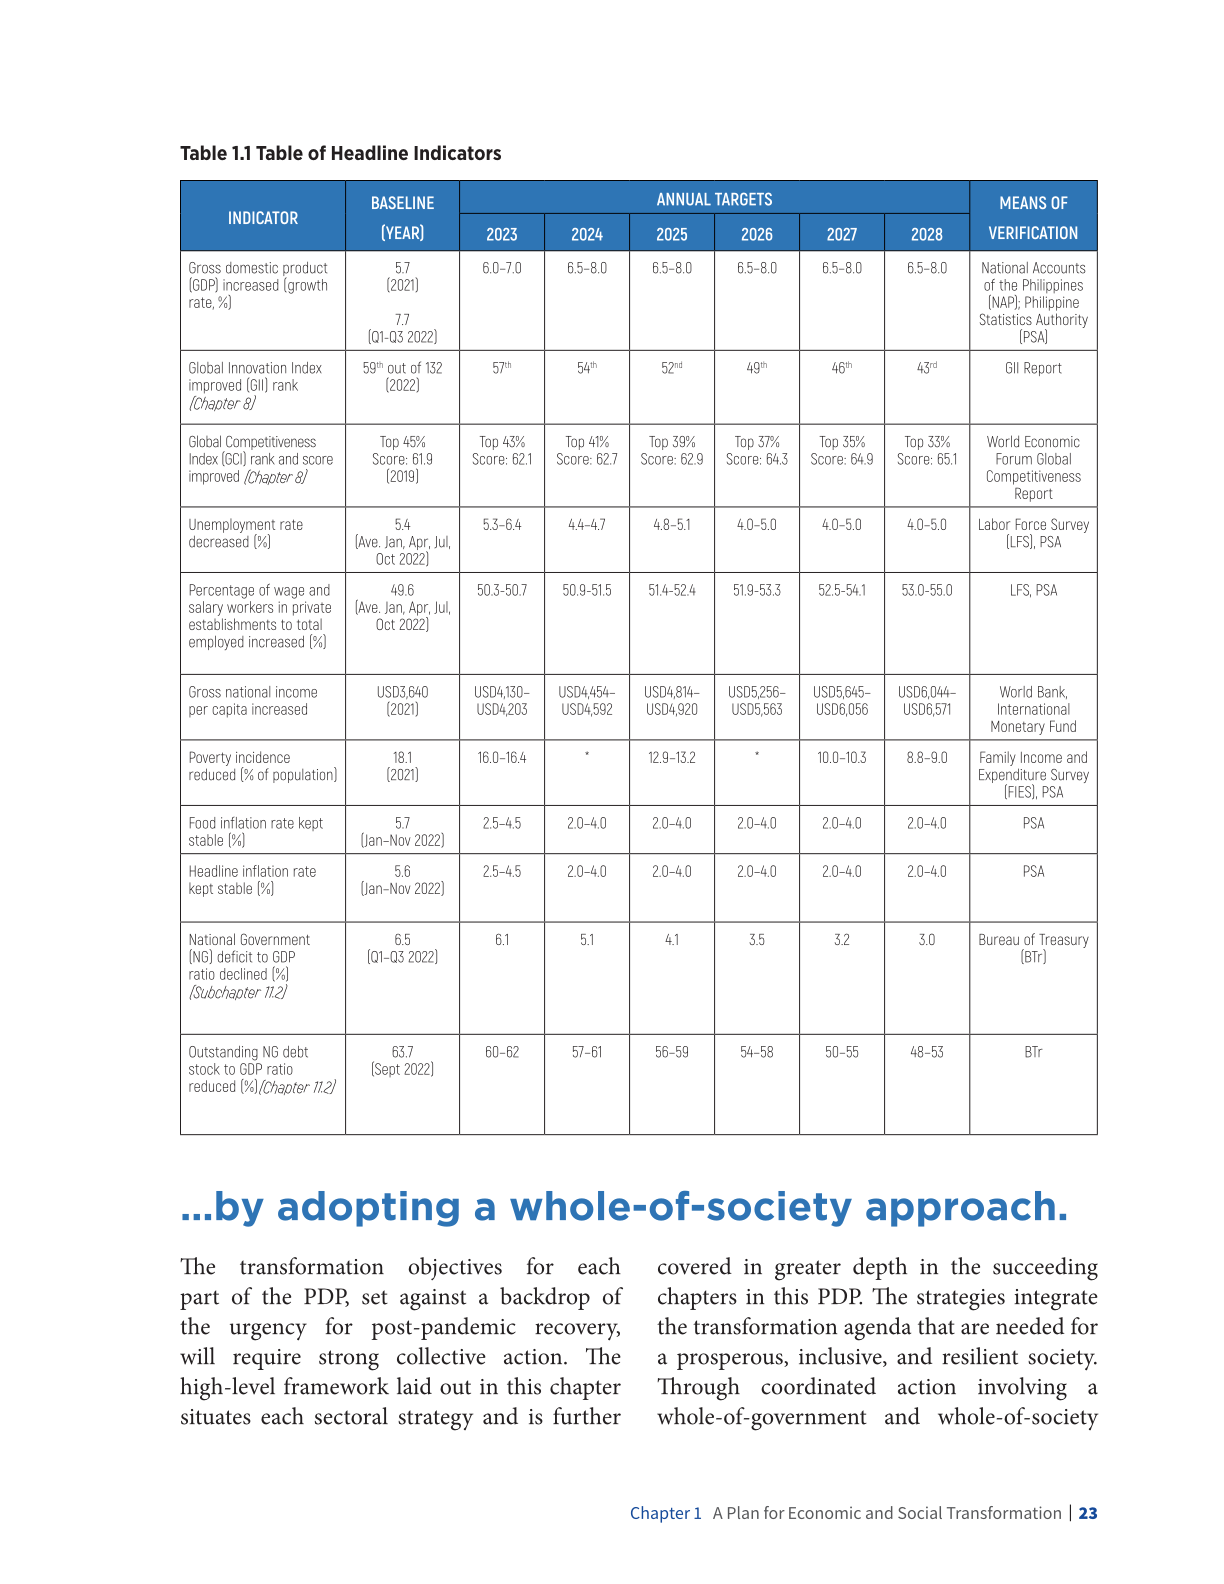 Table 1.1 Table of Headline Indicators
INDICATOR
BASELINE
(YEAR)
ANNUAL TARGETS
MEANS OF
VERIFICATION
2023 2024 2025 2026 2027 2028
Gross domestic product
(GDP) increased (growth
rate, %)
5.7
(2021)
7.7
(Q1-Q3 2022)
6.0–7.0
6.5–8.0
6.5–8.0
6.5–8.0
6.5–8.0
6.5–8.0
National Accounts
of the Philippines
(NAP); Philippine
Statistics Authority
(PSA)
Global Innovation Index
improved (GII) rank
(Chapter 8)
59th out of 132
(2022)
57th
54th
52nd
49th
46th
43rd
GII Report
Global Competitiveness
Index (GCI) rank and score
improved (Chapter 8)
Top 45%
Score: 61.9
(2019)
Top 43%
Score: 62.1
Top 41%
Score: 62.7
Top 39%
Score: 62.9
Top 37%
Score: 64.3
Top 35%
Score: 64.9
Top 33%
Score: 65.1
World Economic
Forum Global
Competitiveness
Report
Unemployment rate
decreased (%)
5.4
(Ave. Jan, Apr, Jul,
Oct 2022)
5.3–6.4
4.4–4.7
4.8–5.1
4.0–5.0
4.0–5.0
4.0–5.0
Labor Force Survey
(LFS), PSA
Percentage of wage and
salary workers in private
establishments to total
employed increased (%)
49.6
(Ave. Jan, Apr, Jul,
Oct 2022)
50.3-50.7
50.9-51.5
51.4-52.4
51.9-53.3
52.5-54.1
53.0-55.0
LFS, PSA
Gross national income
per capita increased
USD3,640
(2021)
USD4,130–
USD4,203
USD4,454–
USD4,592
USD4,814–
USD4,920
USD5,256–
USD5,563
USD5,645–
USD6,056
USD6,044–
USD6,571
World Bank,
International
Monetary Fund
Poverty incidence
reduced (% of population)
18.1
(2021)
16.0–16.4
*
12.9–13.2
*
10.0–10.3
8.8–9.0
Family Income and
Expenditure Survey
(FIES), PSA
Food inflation rate kept
stable (%)
5.7
(Jan–Nov 2022)
2.5–4.5
2.0–4.0
2.0–4.0
2.0–4.0
2.0–4.0
2.0–4.0
PSA
Headline inflation rate
kept stable (%)
5.6
(Jan–Nov 2022)
2.5–4.5
2.0–4.0
2.0–4.0
2.0–4.0
2.0–4.0
2.0–4.0
PSA
National Government
(NG) deficit to GDP
ratio declined (%)
(Subchapter 11.2)
6.5
(Q1–Q3 2022)
6.1
5.1
4.1
3.5
3.2
3.0
Bureau of Treasury
(BTr)
Outstanding NG debt
stock to GDP ratio
reduced (%)(Chapter 11.2)
63.7
(Sept 2022)
60–62
57–61
56–59
54–58
50–55
48–53
BTr
...by adopting a whole-of-society approach.
The transformation objectives for each
part of the PDP, set against a backdrop of
the urgency for post-pandemic recovery,
will require strong collective action. The
high-level framework laid out in this chapter
situates each sectoral strategy and is further
covered in greater depth in the succeeding
chapters in this PDP. The strategies integrate
the transformation agenda that are needed for
a prosperous, inclusive, and resilient society.
Through coordinated action involving a
whole-of-government and whole-of-society
Chapter 1 A Plan for Economic and Social Transformation | 23